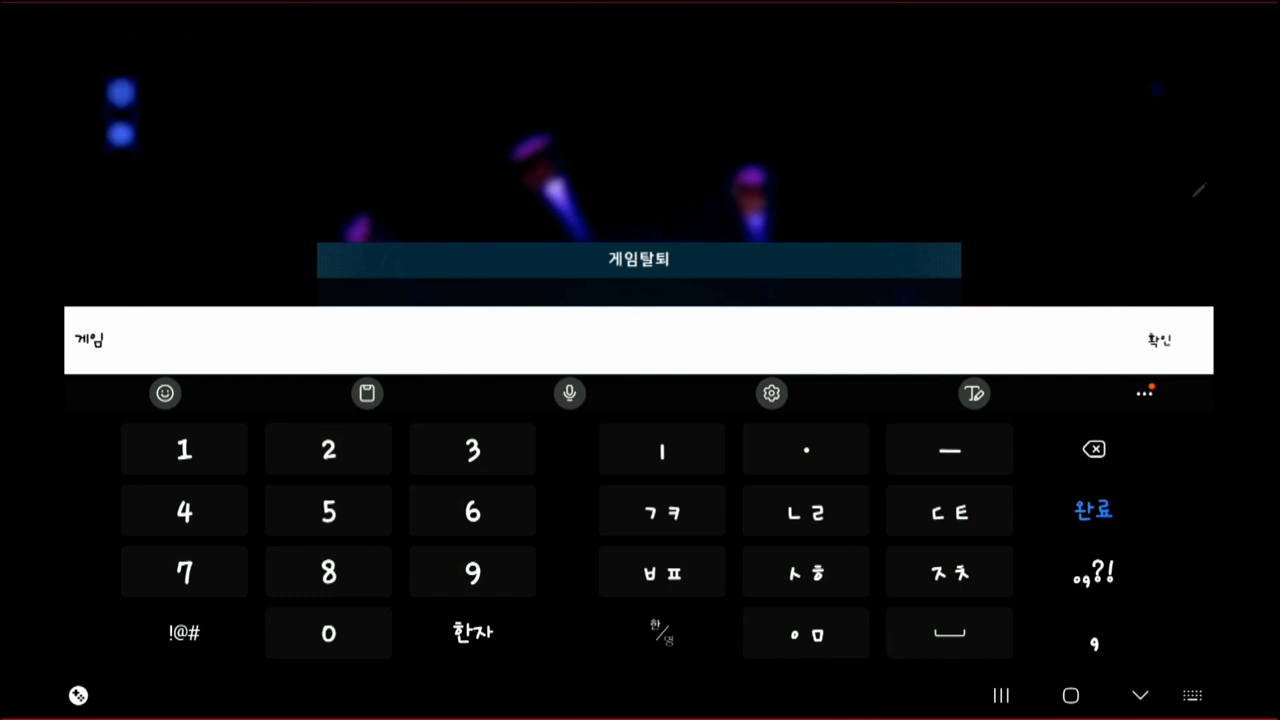 게임탈퇴
게임 확인
1 2 3 ㅣ · ㅡ
4 5 6 ㄱㅋ ㄴㄹ ㄷㅌ 완료
7 8 9 ㅂㅍ ㅅㅎ ㅈㅊ .,?!
!@# 0 한자 한/영 ㅇㅁ ,